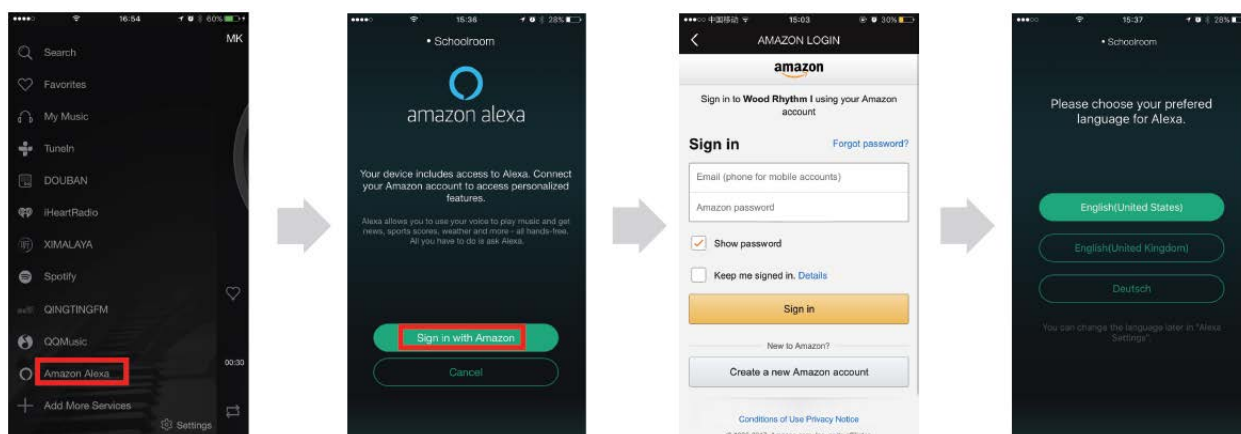 16:54
60%
MK
Search
Favorites
My Music
TuneIn
DOUBAN
iHeartRadio
XIMALAYA
Spotify
QINGTINGFM
QQMusic
Amazon Alexa
00:30
Add More Services
Settings
15:36
28%
• Schoolroom
amazon alexa
Your device includes access to Alexa. Connect
your Amazon account to access personalized
features.
Alexa allows you to use your voice to play music and get
news, sports scores, weather and more - all hands-free.
All you have to do is ask Alexa.
Sign in with Amazon
Cancel
中国移动
15:03
30%
AMAZON LOGIN
amazon
Sign in to Wood Rhythm I using your Amazon
account
Sign in
Forgot password?
Email (phone for mobile accounts)
Amazon password
Show password
Keep me signed in. Details
Sign in
New to Amazon?
Create a new Amazon account
Conditions of Use Privacy Notice
15:37
28%
• Schoolroom
Please choose your prefered
language for Alexa.
English(United States)
English(United Kingdom)
Deutsch
You can change the language later in "Alexa
Settings".